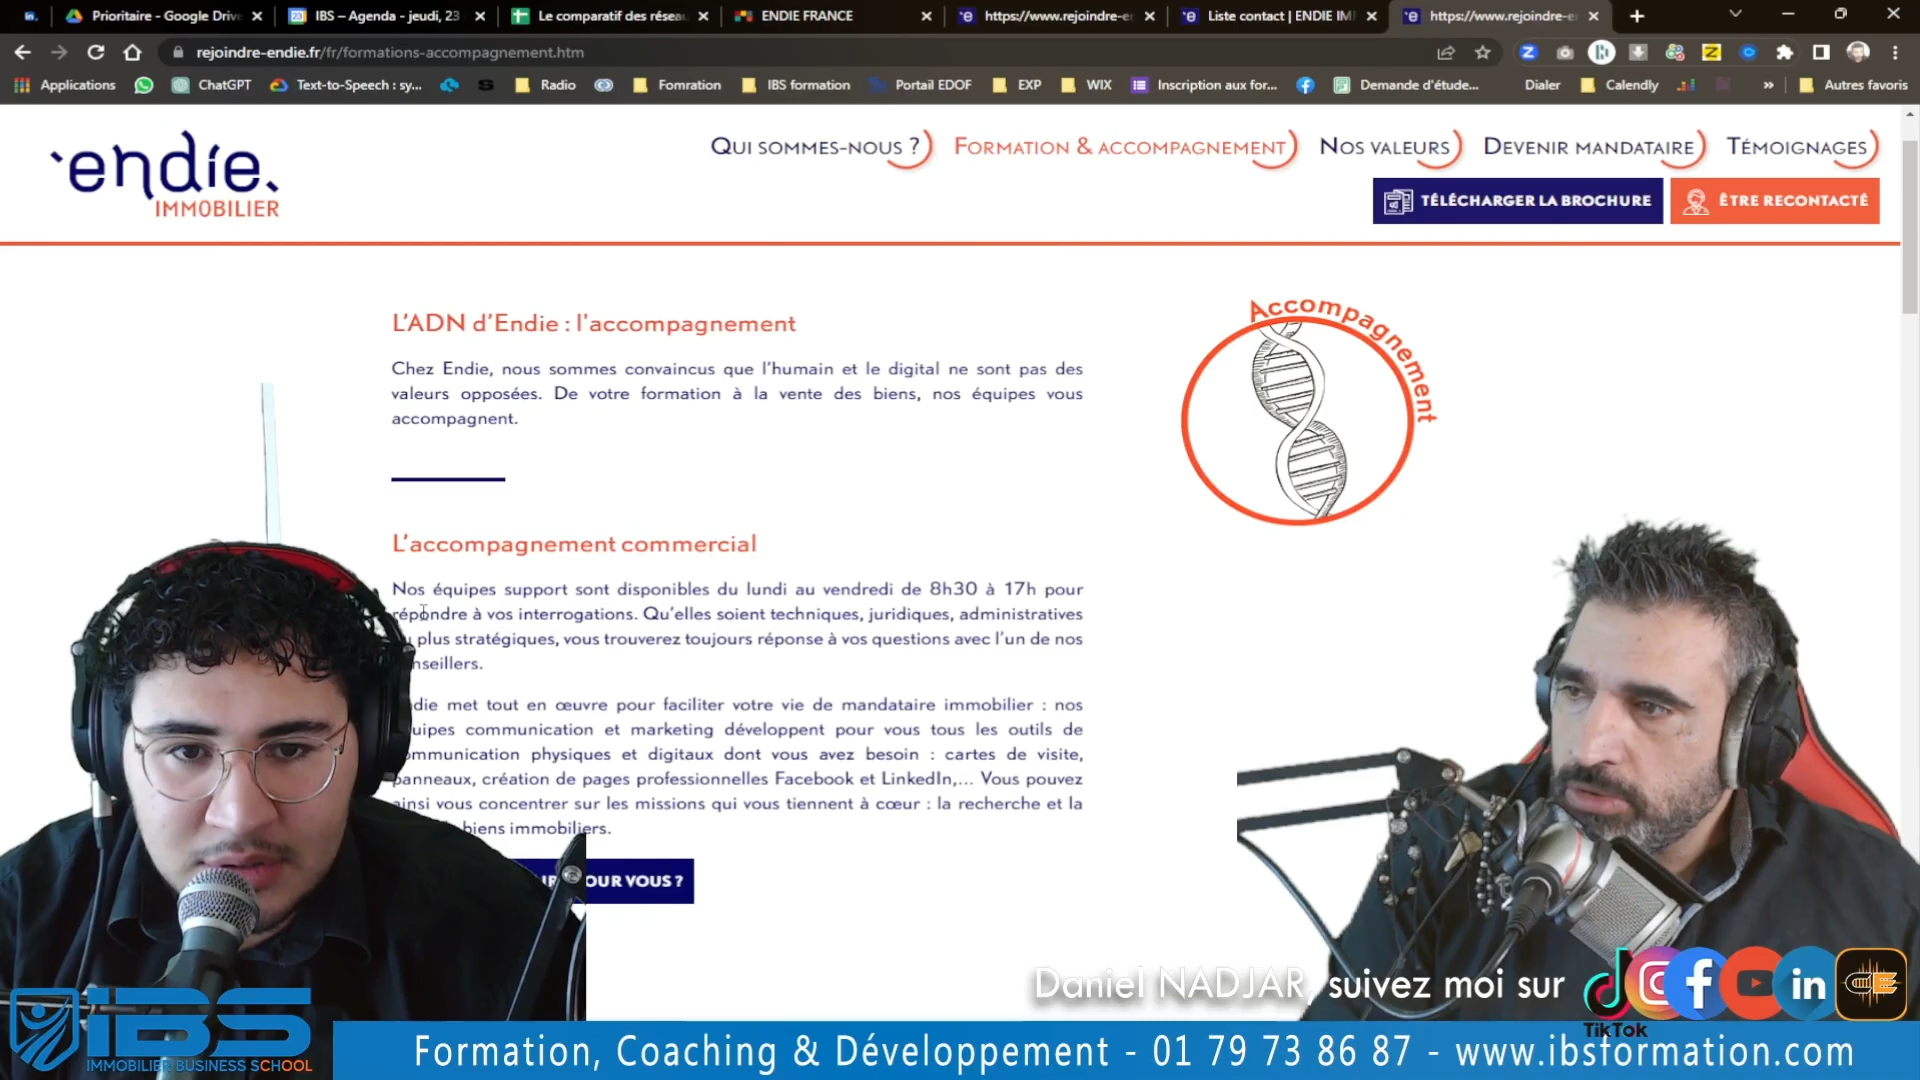 Prioritaire - Google Drive
IBS – Agenda - jeudi, 23
Le comparatif des résea
ENDIE FRANCE
https://www.rejoindre-e
Liste contact | ENDIE IM
https://www.rejoindre-e
rejoindre-endie.fr/fr/formations-accompagnement.htm
Applications
ChatGPT
Text-to-Speech : sy...
Radio
Fomration
IBS formation
Portail EDOF
EXP
WIX
Inscription aux for...
Demande d'étude...
Dialer
Calendly
Autres favoris
endie.
IMMOBILIER
QUI SOMMES-NOUS ?
FORMATION & ACCOMPAGNEMENT
NOS VALEURS
DEVENIR MANDATAIRE
TÉMOIGNAGES
TÉLÉCHARGER LA BROCHURE
ÊTRE RECONTACTÉ
L'ADN d'Endie : l'accompagnement
Accompagnement
Chez Endie, nous sommes convaincus que l'humain et le digital ne sont pas des
valeurs opposées. De votre formation à la vente des biens, nos équipes vous
accompagnent.
L'accompagnement commercial
Nos équipes support sont disponibles du lundi au vendredi de 8h30 à 17h pour
répondre à vos interrogations. Qu'elles soient techniques, juridiques, administratives
plus stratégiques, vous trouverez toujours réponse à vos questions avec l'un de nos
nseillers.
die met tout en œuvre pour faciliter votre vie de mandataire immobilier : nos
uipes communication et marketing développent pour vous tous les outils de
ommunication physiques et digitaux dont vous avez besoin : cartes de visite,
panneaux, création de pages professionnelles Facebook et LinkedIn,... Vous pouvez
ainsi vous concentrer sur les missions qui vous tiennent à cœur : la recherche et la
biens immobiliers.
OUR VOUS ?
Daniel NADJAR, suivez moi sur
TikTok
IBS
IMMOBILIER BUSINESS SCHOOL
Formation, Coaching & Développement - 01 79 73 86 87 - www.ibsformation.com